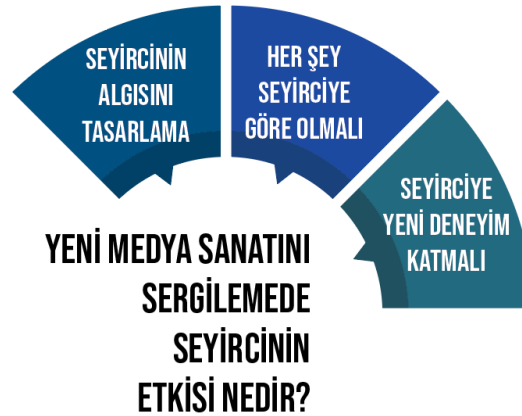 SEYİRCİNİN
ALGISINI
TASARLAMA
HER ŞEY
SEYİRCİYE
GÖRE OLMALI
SEYİRCİYE
YENİ DENEYİM
KATMALI
YENİ MEDYA SANATINI
SERGİLEMEDE
SEYİRCİNİN
ETKİSİ NEDİR?